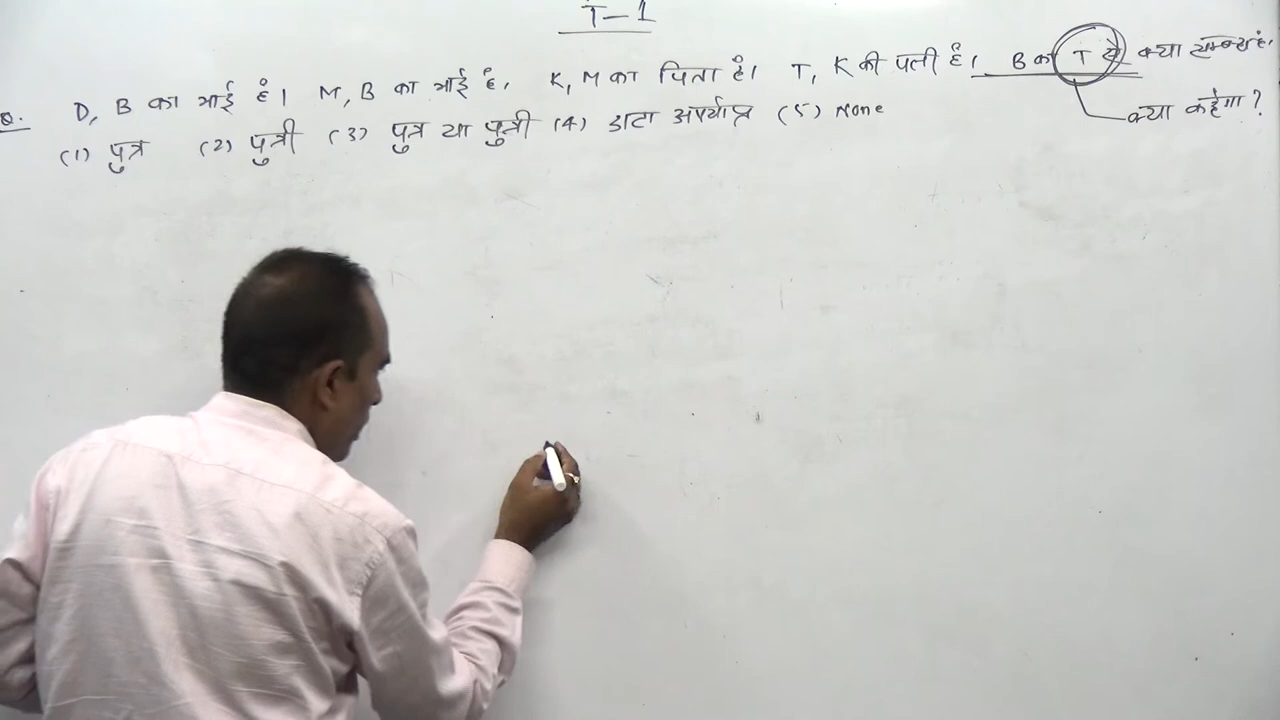 T-1
Q. D, B का भाई है। M, B का भाई है, K, M का पिता है। T, K की पत्नी है। B का T से क्या सम्बन्ध है,
(1) पुत्र (2) पुत्री (3) पुत्र या पुत्री (4) डाटा अपर्याप्त (5) None
क्या कहेगा?